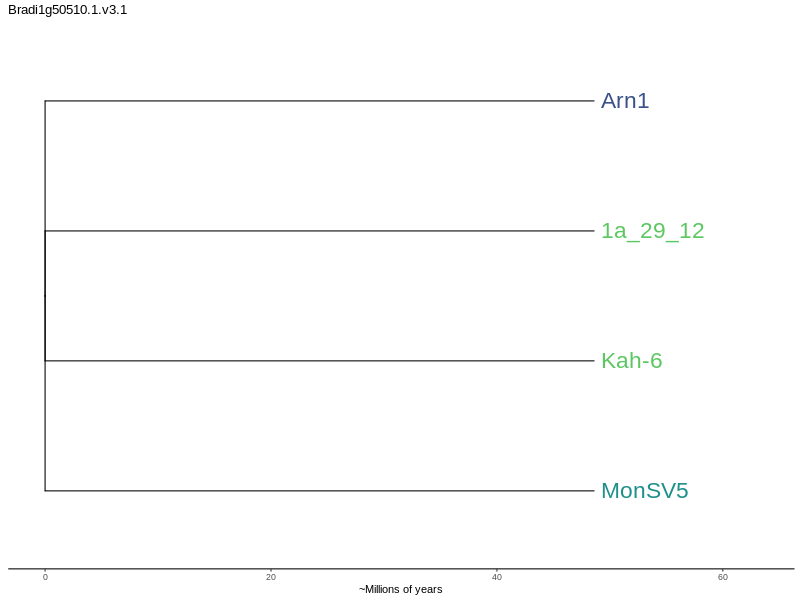 Bradi1g50510.1.v3.1
Arn1
1a_29_12
Kah-6
MonSV5
0 20 40 60
~Millions of years